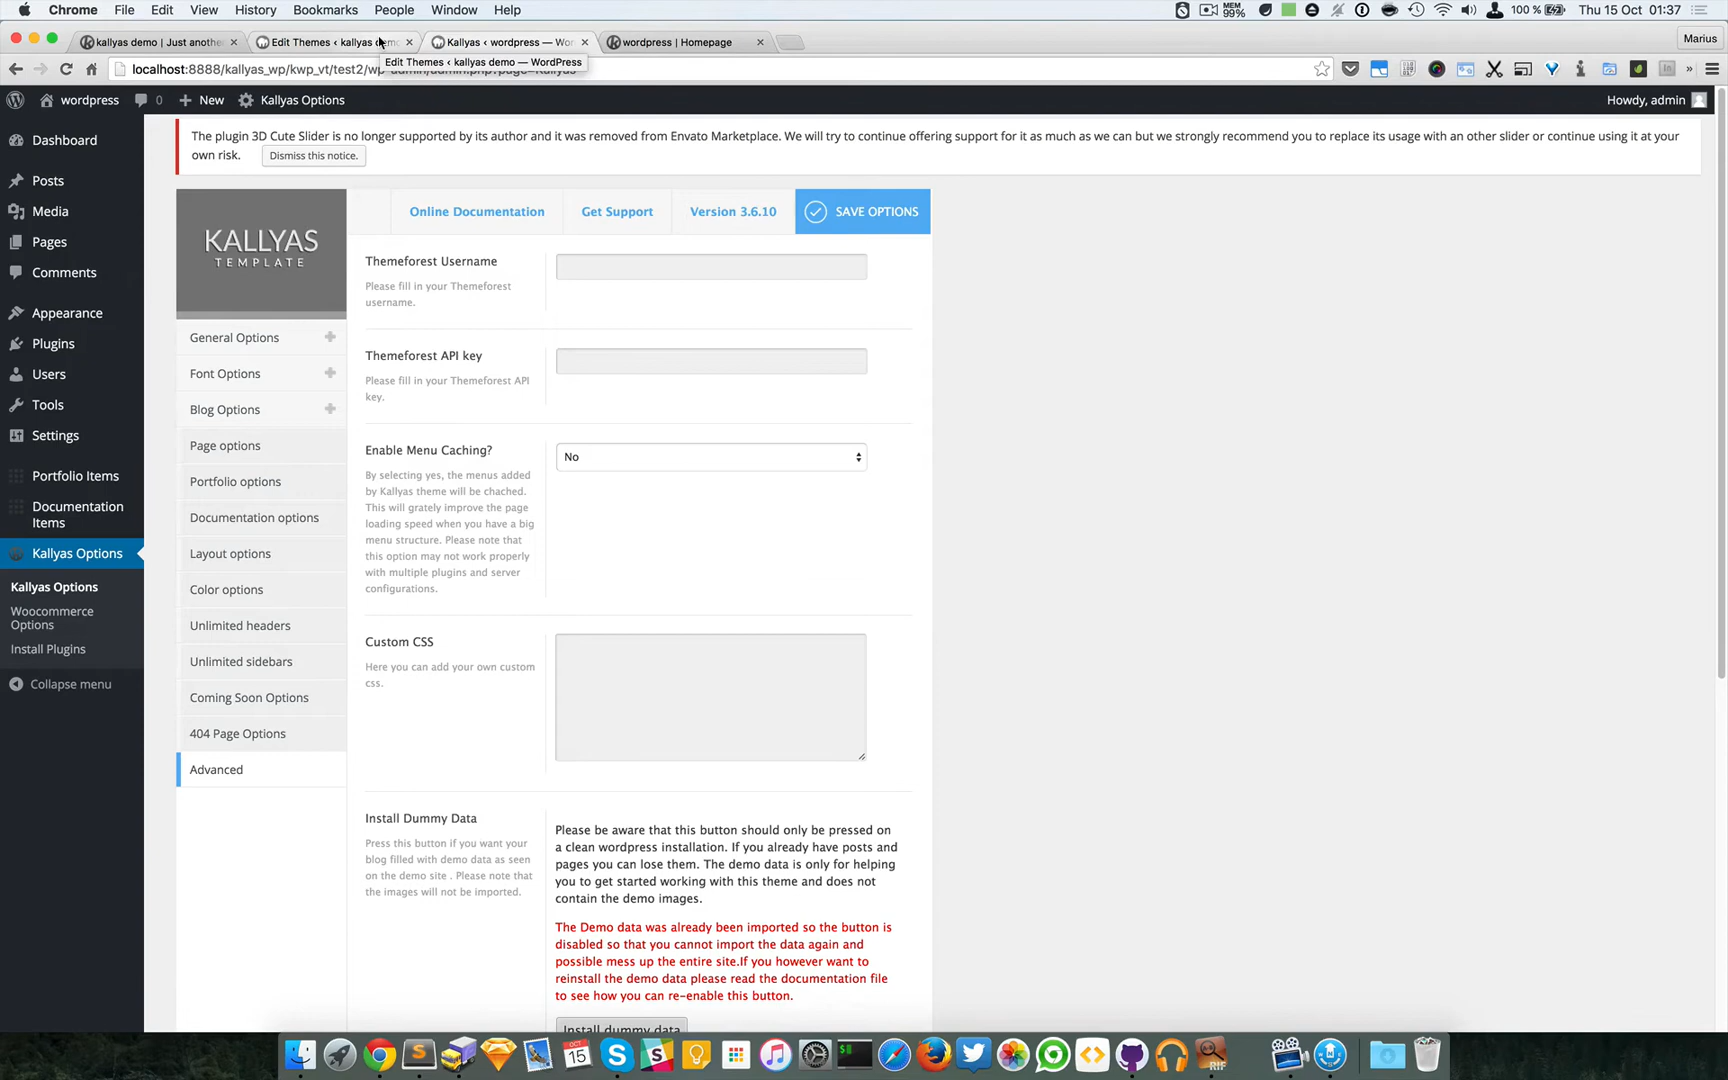 Chrome File Edit View History Bookmarks People Window Help MEM 99% 100 % Thu 15 Oct 01:37
kallyas demo | Just anothe Edit Themes ‹ kallyas demo Kallyas ‹ wordpress — Wor wordpress | Homepage Marius
Edit Themes ‹ kallyas demo — WordPress
localhost:8888/kallyas_wp/kwp_vt/test2/wp-admin/admin.php?page=Kallyas
wordpress 0 New Kallyas Options Howdy, admin
The plugin 3D Cute Slider is no longer supported by its author and it was removed from Envato Marketplace. We will try to continue offering support for it as much as we can but we strongly recommend you to replace its usage with an other slider or continue using it at your
own risk. Dismiss this notice.
Dashboard
Posts
Media
Pages
Comments
Appearance
Plugins
Users
Tools
Settings
Portfolio Items
Documentation
Items
Kallyas Options
Kallyas Options
Woocommerce
Options
Install Plugins
Collapse menu
KALLYAS
TEMPLATE
General Options
Font Options
Blog Options
Page options
Portfolio options
Documentation options
Layout options
Color options
Unlimited headers
Unlimited sidebars
Coming Soon Options
404 Page Options
Advanced
Online Documentation Get Support Version 3.6.10 SAVE OPTIONS
Themeforest Username
Please fill in your Themeforest
username.
Themeforest API key
Please fill in your Themeforest API
key.
Enable Menu Caching?
By selecting yes, the menus added
by Kallyas theme will be chached.
This will grately improve the page
loading speed when you have a big
menu structure. Please note that
this option may not work properly
with multiple plugins and server
configurations.
No
Custom CSS
Here you can add your own custom
css.
Install Dummy Data
Press this button if you want your
blog filled with demo data as seen
on the demo site . Please note that
the images will not be imported.
Please be aware that this button should only be pressed on
a clean wordpress installation. If you already have posts and
pages you can lose them. The demo data is only for helping
you to get started working with this theme and does not
contain the demo images.
The Demo data was already been imported so the button is
disabled so that you cannot import the data again and
possible mess up the entire site.If you however want to
reinstall the demo data please read the documentation file
to see how you can re-enable this button.
Install dummy data
OCT
15
RIF